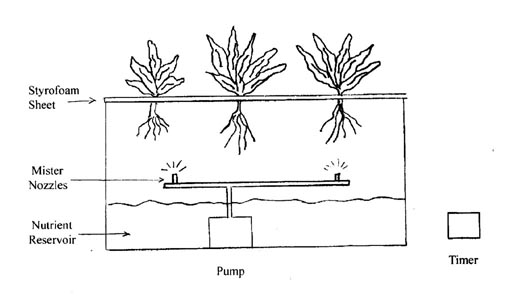 Styrofoam
Sheet
Mister
Nozzles
Nutrient
Reservoir
Pump
Timer